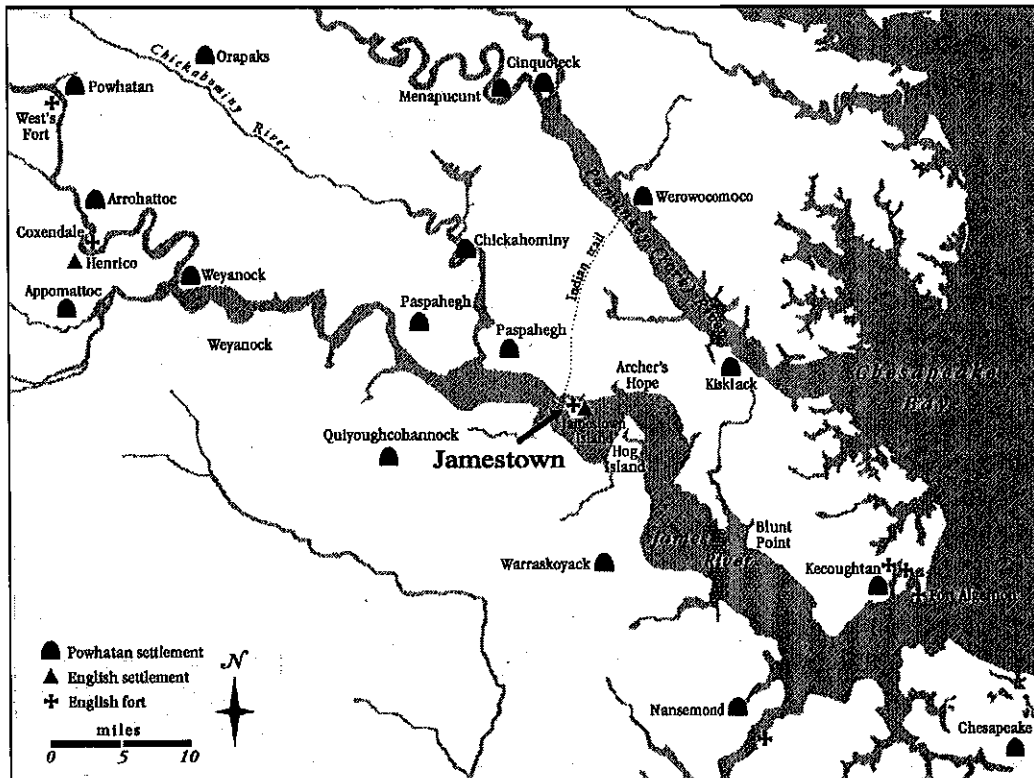 Orapaks
Chickahominy
River
Cinquoteck
Menapucunt
Powhatan
West's
Fort
Arrohattoc
Werowocomoco
Coxendale
Henrico
Chickahominy
Indian trail
Weyanock
Appomattoc
Paspahegh
Paspahegh
Weyanock
Archer's
Hope
Kiskiack
Chesapeake
Bay
Jamestown
Island
Quiyoughcohannock
Jamestown
Hog
Island
James
River
Blunt
Point
Warraskoyack
Kecoughtan
Powhatan settlement
English settlement
English fort
N
miles
0 5 10
Nansemond
Chesapeake